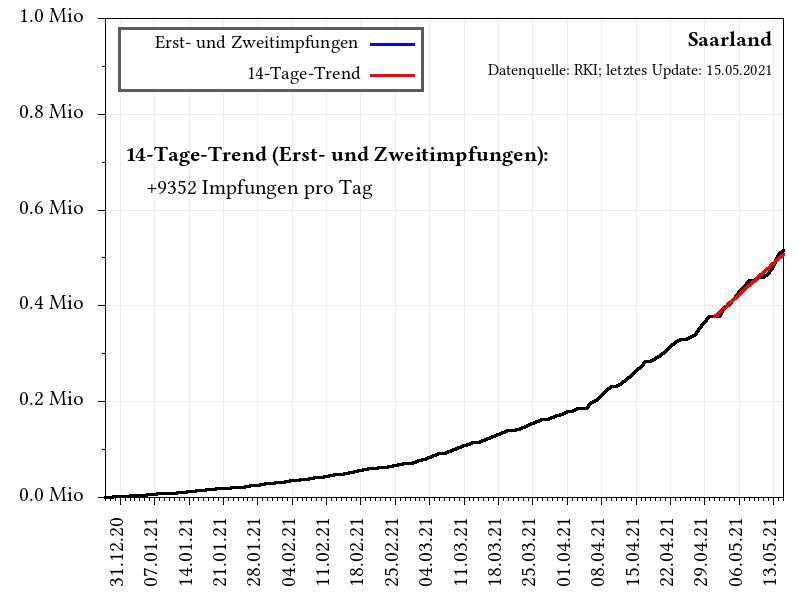 1.0 Mio
0.8 Mio
0.6 Mio
0.4 Mio
0.2 Mio
0.0 Mio
Erst- und Zweitimpfungen
14-Tage-Trend
Saarland
Datenquelle: RKI; letztes Update: 15.05.2021
14-Tage-Trend (Erst- und Zweitimpfungen):
+9352 Impfungen pro Tag
31.12.20
07.01.21
14.01.21
21.01.21
28.01.21
04.02.21
11.02.21
18.02.21
25.02.21
04.03.21
11.03.21
18.03.21
25.03.21
01.04.21
08.04.21
15.04.21
22.04.21
29.04.21
06.05.21
13.05.21